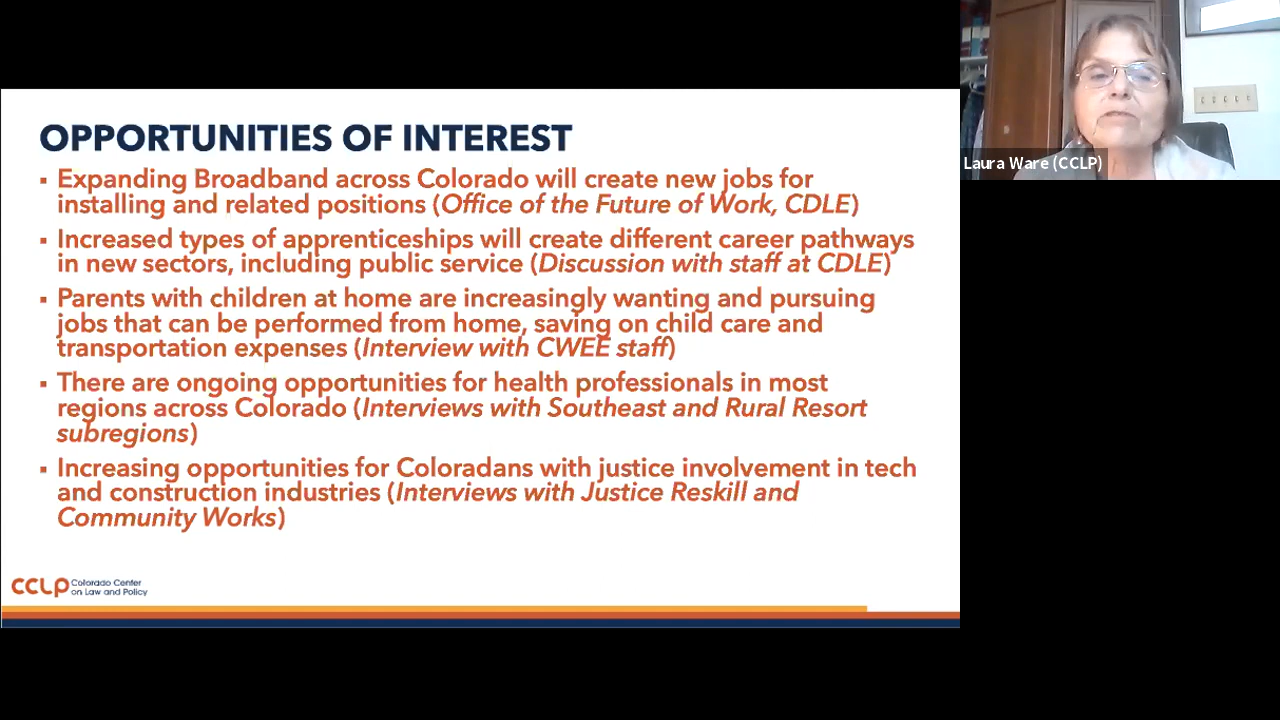 OPPORTUNITIES OF INTEREST
▪ Expanding Broadband across Colorado will create new jobs for
installing and related positions (Office of the Future of Work, CDLE)
▪ Increased types of apprenticeships will create different career pathways
in new sectors, including public service (Discussion with staff at CDLE)
▪ Parents with children at home are increasingly wanting and pursuing
jobs that can be performed from home, saving on child care and
transportation expenses (Interview with CWEE staff)
▪ There are ongoing opportunities for health professionals in most
regions across Colorado (Interviews with Southeast and Rural Resort
subregions)
▪ Increasing opportunities for Coloradans with justice involvement in tech
and construction industries (Interviews with Justice Reskill and
Community Works)
CCLP Colorado Center
on Law and Policy
Laura Ware (CCLP)